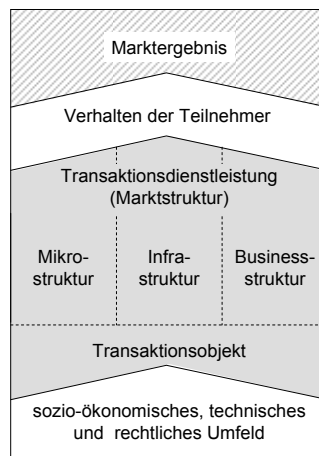 Marktergebnis
Verhalten der Teilnehmer
Transaktionsdienstleistung
(Marktstruktur)
Mikro-
struktur
Infra-
struktur
Business-
struktur
Transaktionsobjekt
sozio-ökonomisches, technisches
und rechtliches Umfeld